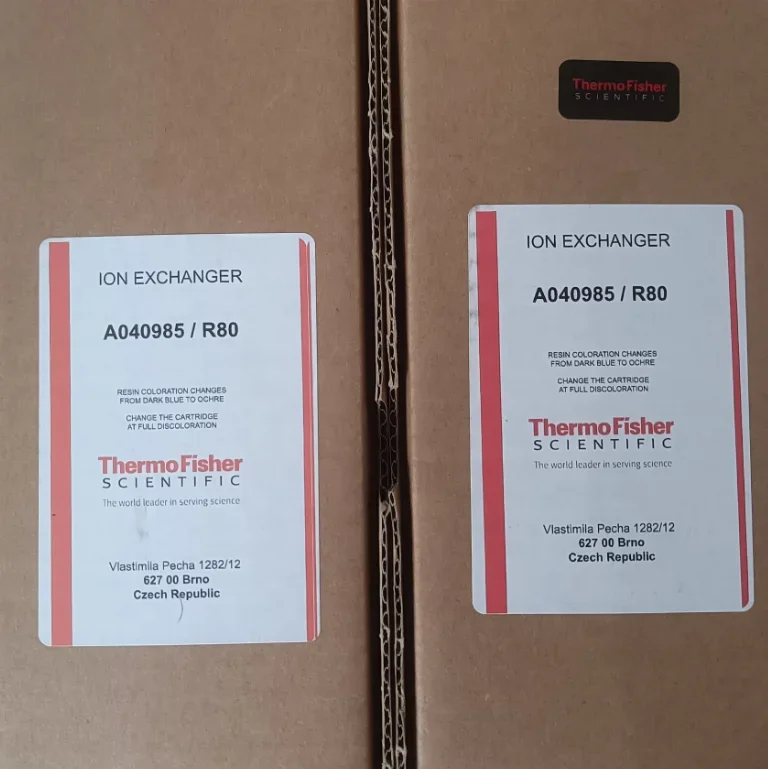 ThermoFisher
SCIENTIFIC
ION EXCHANGER
A040985 / R80
RESIN COLORATION CHANGES
FROM DARK BLUE TO OCHRE
CHANGE THE CARTRIDGE
AT FULL DISCOLORATION
ThermoFisher
SCIENTIFIC
The world leader in serving science
Vlastimila Pecha 1282/12
627 00 Brno
Czech Republic
ION EXCHANGER
A040985 / R80
RESIN COLORATION CHANGES
FROM DARK BLUE TO OCHRE
CHANGE THE CARTRIDGE
AT FULL DISCOLORATION
ThermoFisher
SCIENTIFIC
The world leader in serving science
Vlastimila Pecha 1282/12
627 00 Brno
Czech Republic